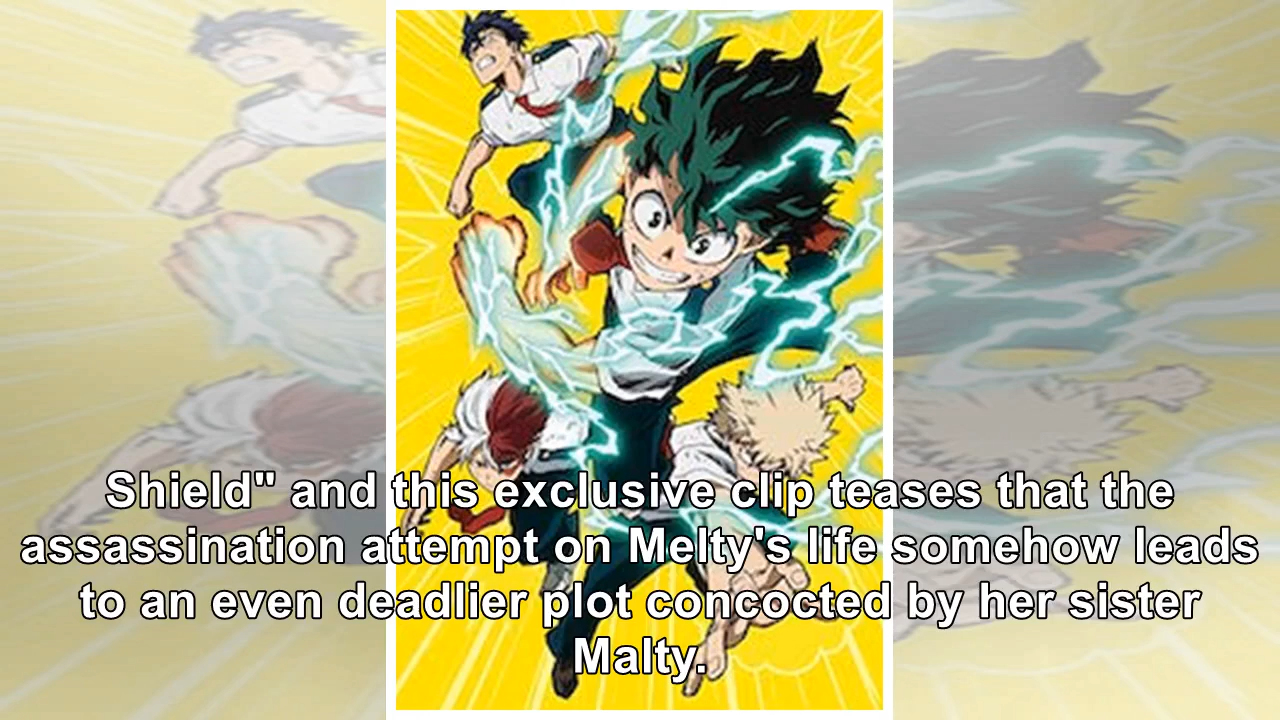 Shield" and this exclusive clip teases that the
assassination attempt on Melty's life somehow leads
to an even deadlier plot concocted by her sister
Malty.